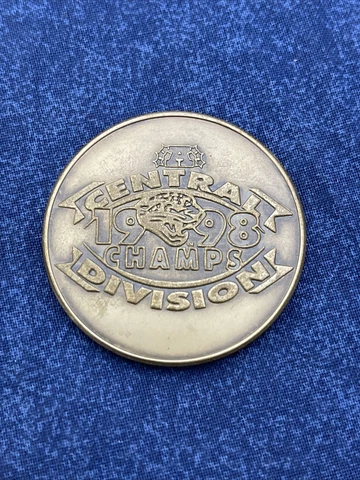 CENTRAL
1998
CHAMPS
DIVISION